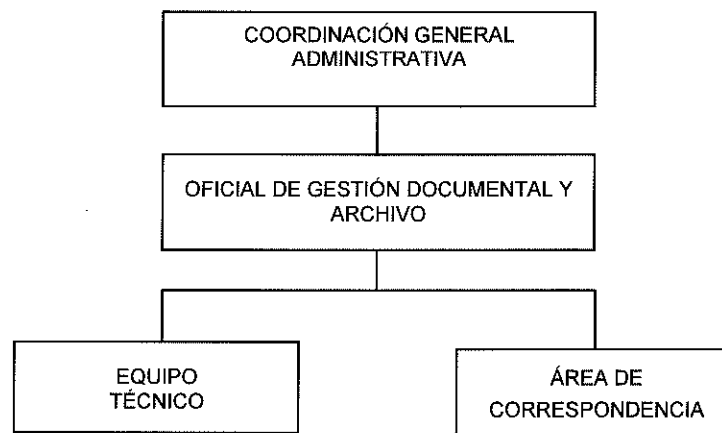 COORDINACIÓN GENERAL
ADMINISTRATIVA
OFICIAL DE GESTIÓN DOCUMENTAL Y
ARCHIVO
EQUIPO
TÉCNICO
ÁREA DE
CORRESPONDENCIA